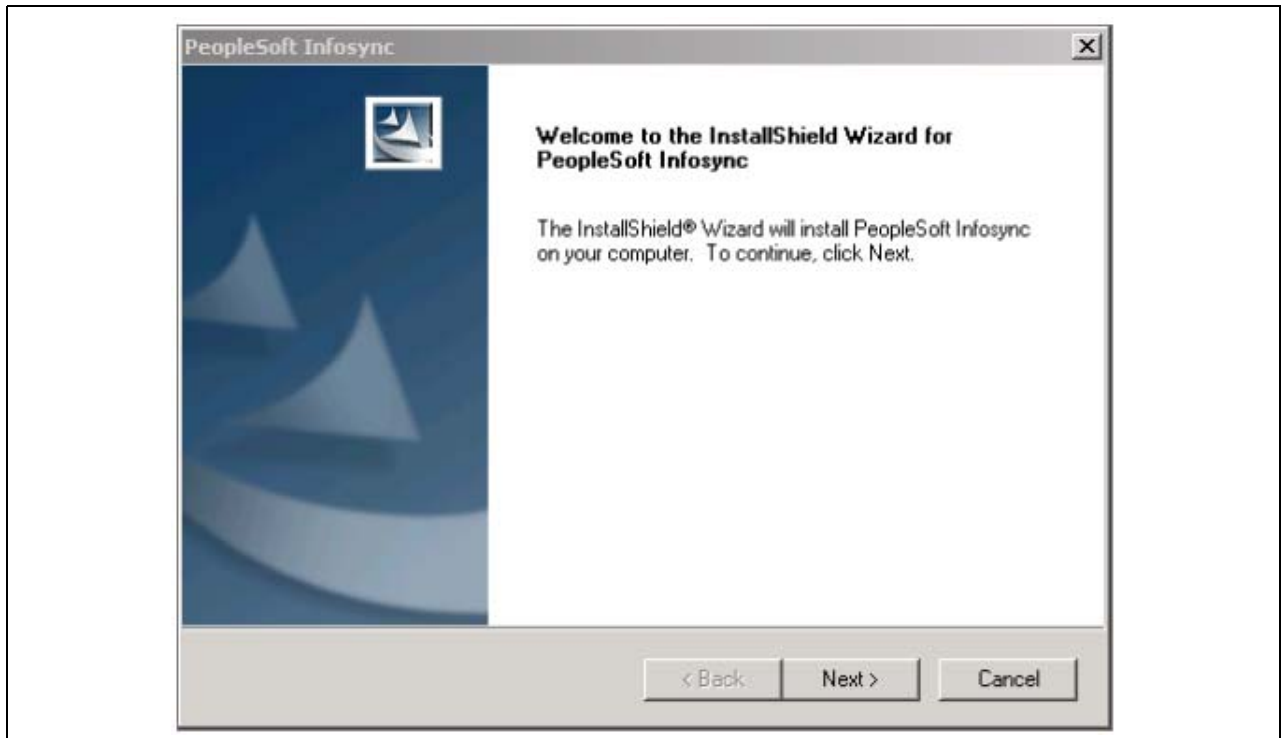 PeopleSoft Infosync
Welcome to the InstallShield Wizard for
PeopleSoft Infosync
The InstallShield® Wizard will install PeopleSoft Infosync
on your computer. To continue, click Next.
< Back
Next >
Cancel